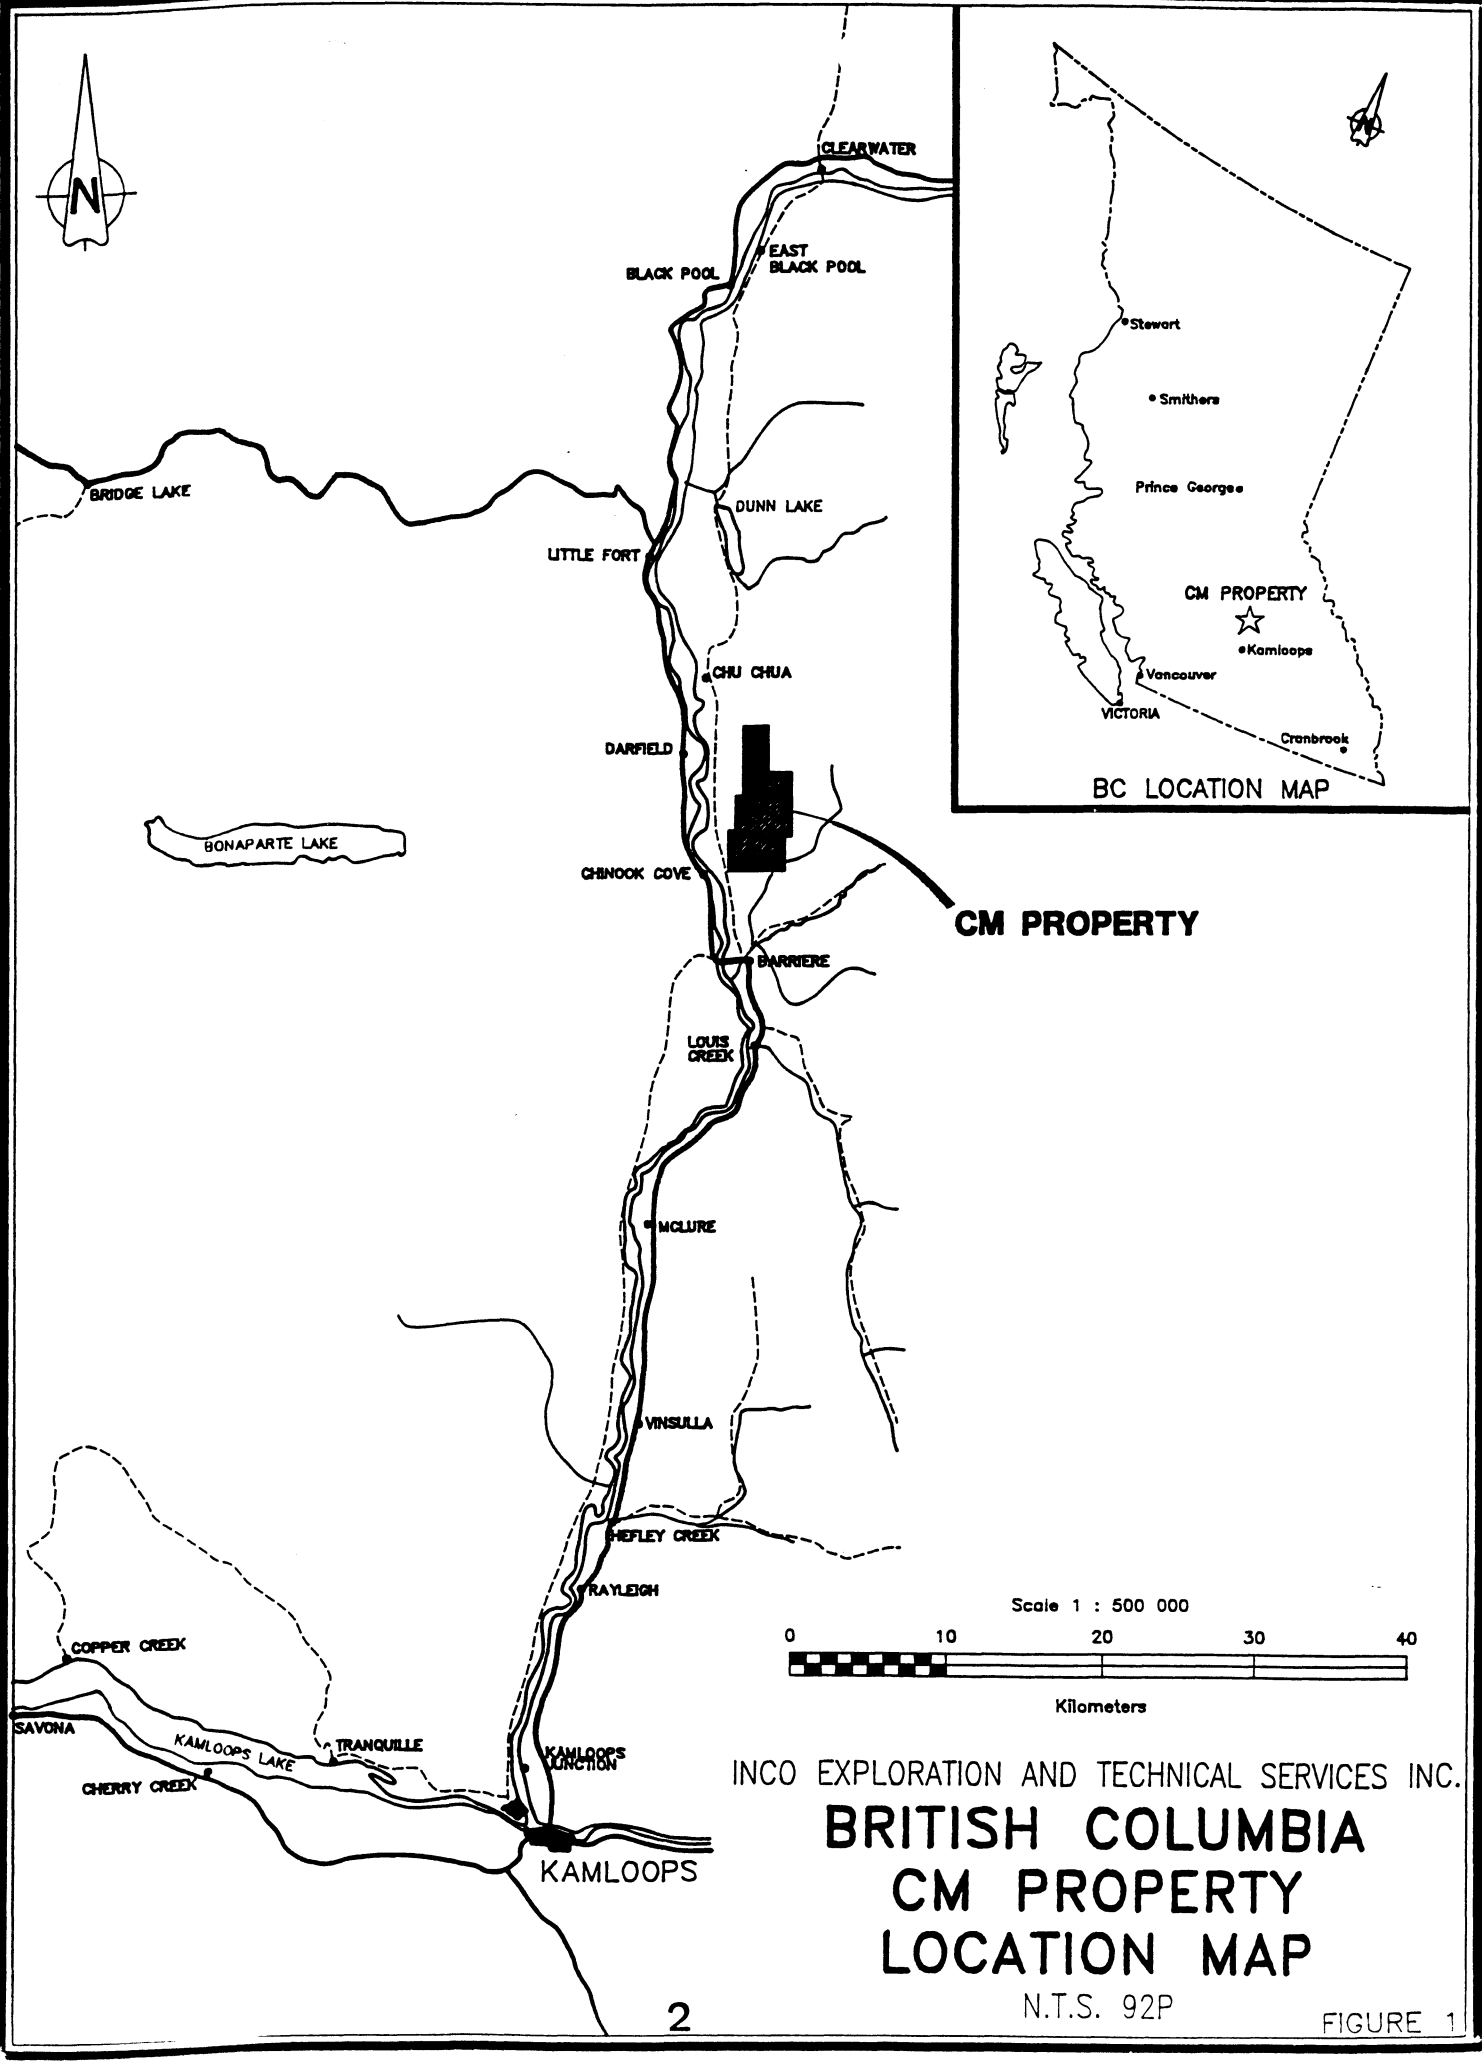 N
CLEARWATER
EAST
BLACK POOL
BLACK POOL
BRIDGE LAKE
DUNN LAKE
LITTLE FORT
CHU CHUA
DARFIELD
BONAPARTE LAKE
CHINOOK COVE
CM PROPERTY
BARRIERE
LOUIS
CREEK
MCLURE
VINSULLA
HEFLEY CREEK
RAYLEIGH
COPPER CREEK
SAVONA
KAMLOOPS LAKE
TRANQUILLE
CHERRY CREEK
KAMLOOPS
JUNCTION
KAMLOOPS
N
Stewart
Smithers
Prince George
CM PROPERTY
Kamloops
Vancouver
VICTORIA
Cranbrook
BC LOCATION MAP
Scale 1 : 500 000
0 10 20 30 40
Kilometers
INCO EXPLORATION AND TECHNICAL SERVICES INC.
BRITISH COLUMBIA
CM PROPERTY
LOCATION MAP
N.T.S. 92P
FIGURE 1
2